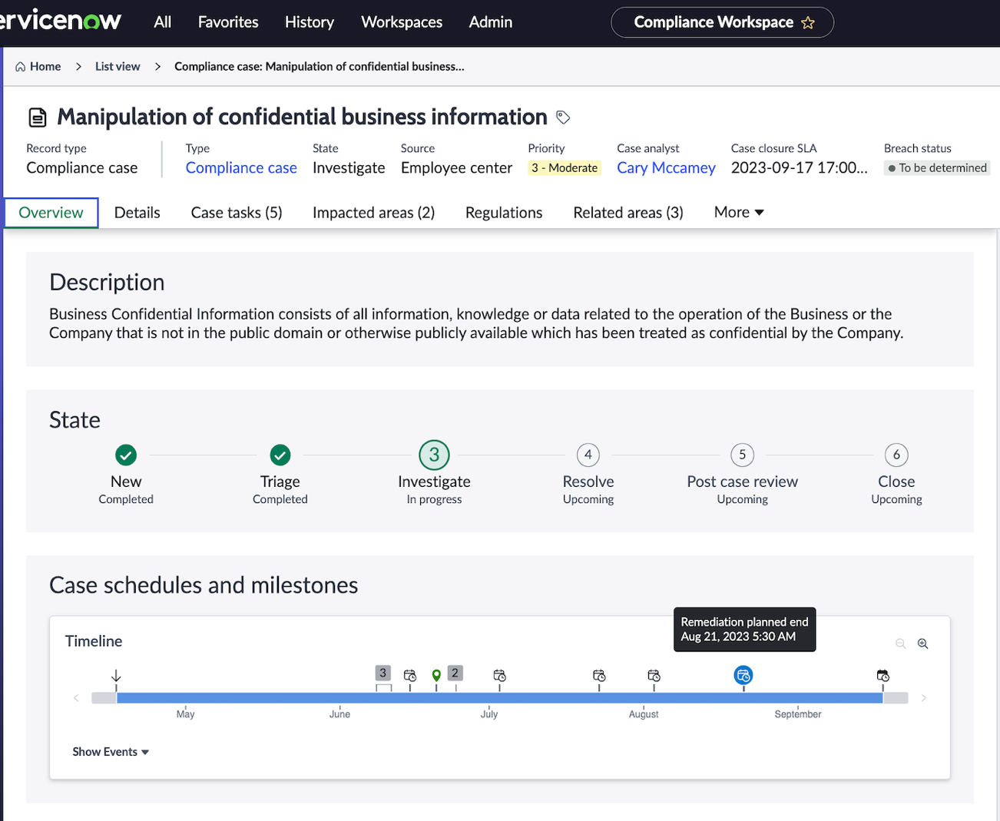 servicenow
All
Favorites
History
Workspaces
Admin
Compliance Workspace
Home
List view
Compliance case: Manipulation of confidential business...
Manipulation of confidential business information
Record type
Compliance case
Type
Compliance case
State
Investigate
Source
Employee center
Priority
3 - Moderate
Case analyst
Cary Mccamey
Case closure SLA
2023-09-17 17:00...
Breach status
To be determined
Overview
Details
Case tasks (5)
Impacted areas (2)
Regulations
Related areas (3)
More
Description
Business Confidential Information consists of all information, knowledge or data related to the operation of the Business or the
Company that is not in the public domain or otherwise publicly available which has been treated as confidential by the Company.
State
New
Completed
Triage
Completed
3
Investigate
In progress
4
Resolve
Upcoming
5
Post case review
Upcoming
6
Close
Upcoming
Case schedules and milestones
Timeline
Remediation planned end
Aug 21, 2023 5:30 AM
3
2
May
June
July
August
September
Show Events